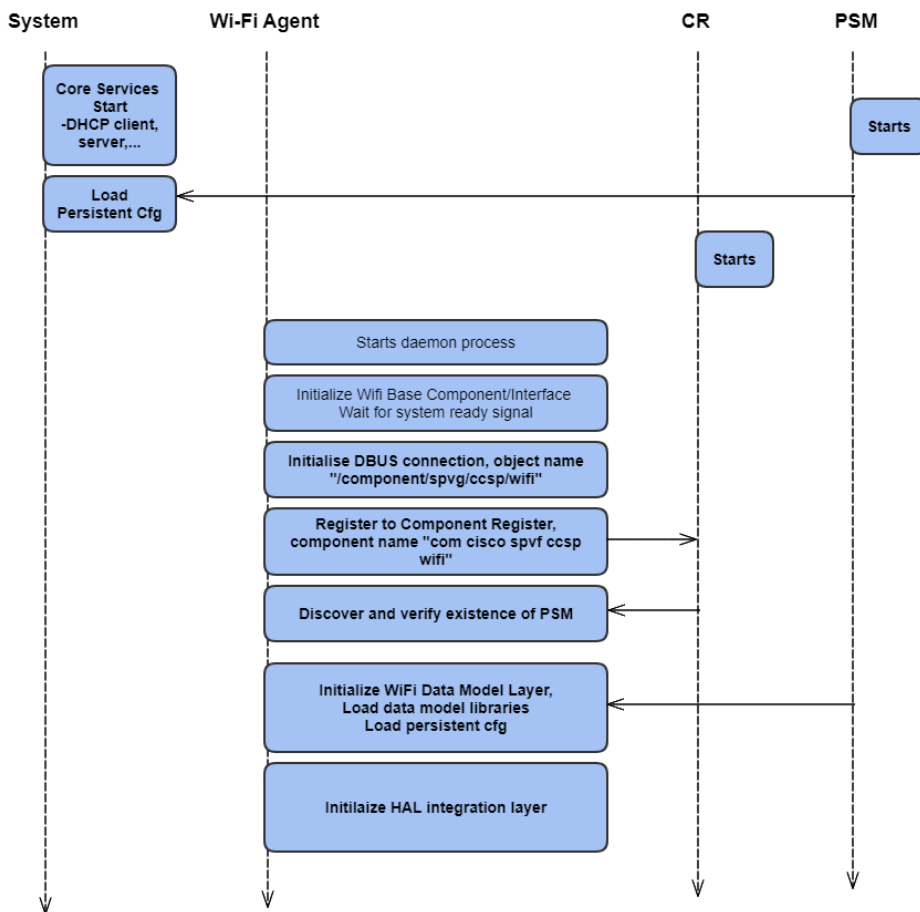 System
Wi-Fi Agent
CR
PSM
Core Services
Start
-DHCP client,
server,...
Starts
Load
Persistent Cfg
Starts
Starts daemon process
Initialize Wifi Base Component/Interface
Wait for system ready signal
Initialise DBUS connection, object name
"/component/spvg/ccsp/wifi"
Register to Component Register,
component name "com cisco spvf ccsp
wifi"
Discover and verify existence of PSM
Initialize WiFi Data Model Layer,
Load data model libraries
Load persistent cfg
Initilaize HAL integration layer